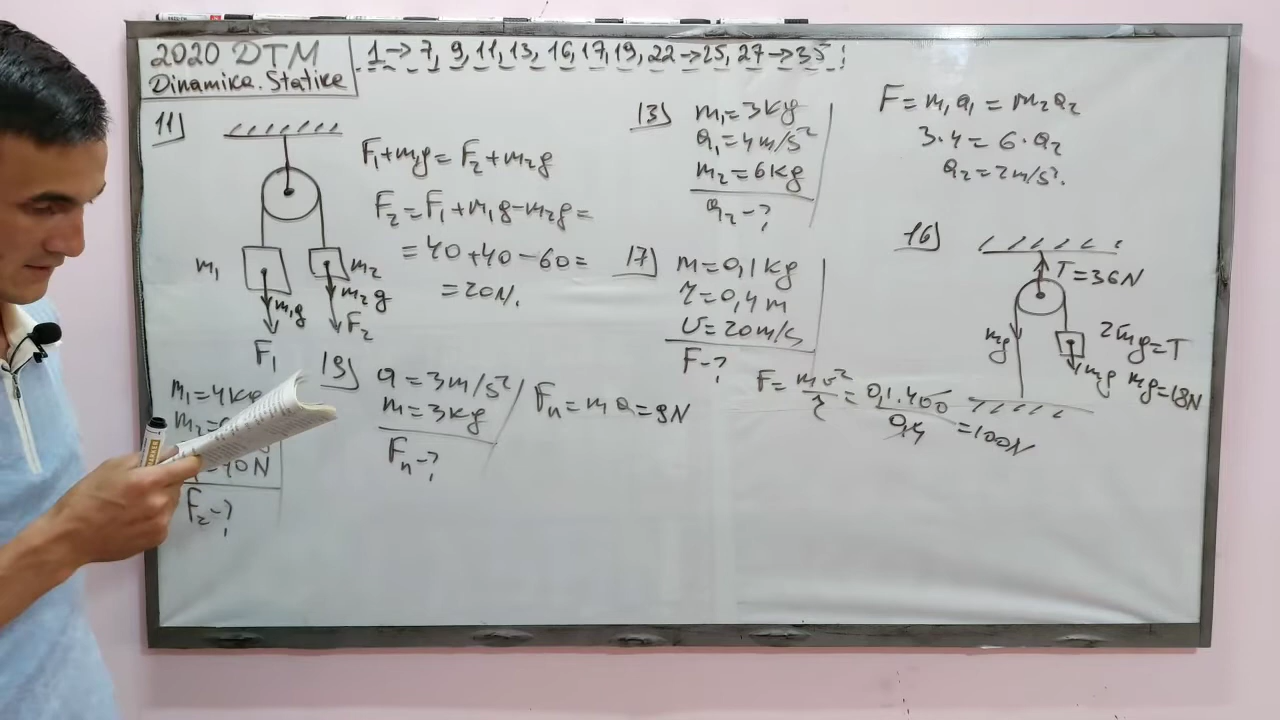 2020 DTM
Dinamika. Statika
1→7, 9, 11, 13, 16, 17, 19, 22→25, 27→35!
11)
F₁+m₁g=F₂+m₂g
F₂=F₁+m₁g-m₂g=
=40+40-60=
=20N.
m₁
m₂
m₁g
m₂g
F₁
F₂
m₁=4kg
m₂=
40N
F₂-?
13)
m₁=3kg
a₁=4m/s²
m₂=6kg
a₂-?
F=m₁a₁=m₂a₂
3·4=6·a₂
a₂=2m/s².
16)
T=36N
mg
mg
2mg=T
mg=18N
17)
m=0,1kg
r=0,4m
υ=20m/s
F-?
F=mυ²/r=0,1·400/0,4=100N
19)
a=3m/s²
m=3kg
Fₙ-?
Fₙ=ma=9N